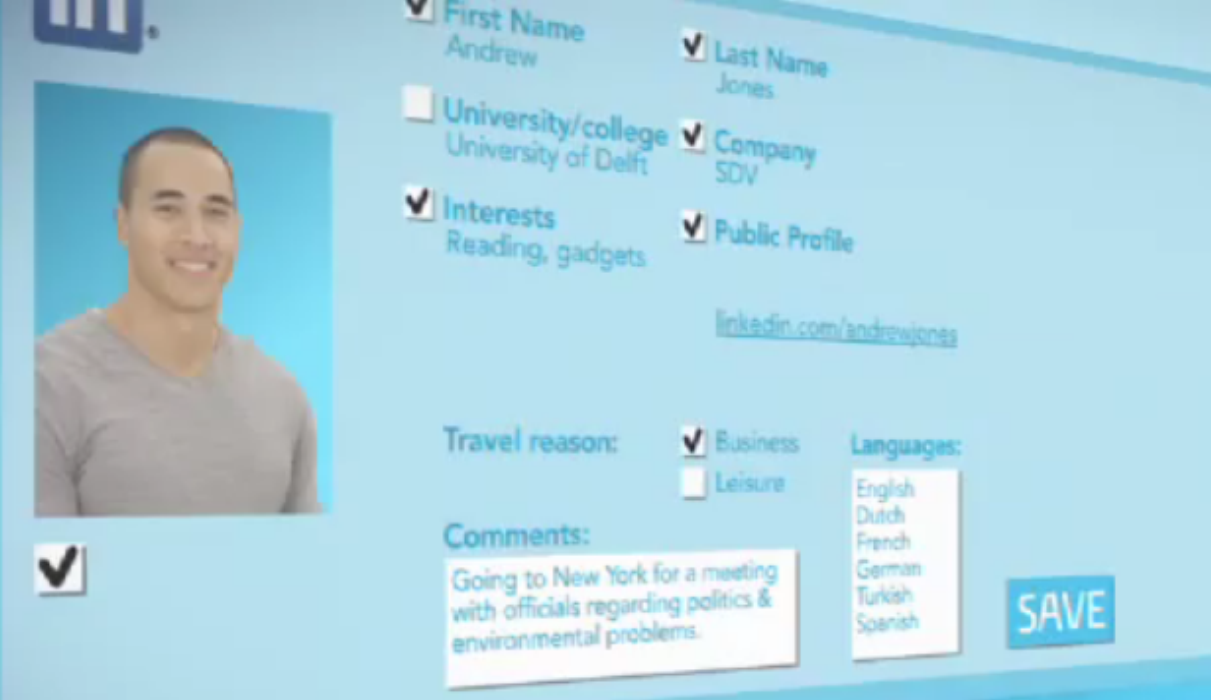 in.
First Name
Andrew
Last Name
Jones
University/college
University of Delft
Company
SDV
Interests
Reading, gadgets
Public Profile
linkedin.com/andrewjones
Travel reason:
Business
Leisure
Languages:
English
Dutch
French
German
Turkish
Spanish
Comments:
Going to New York for a meeting
with officials regarding politics &
environmental problems.
SAVE